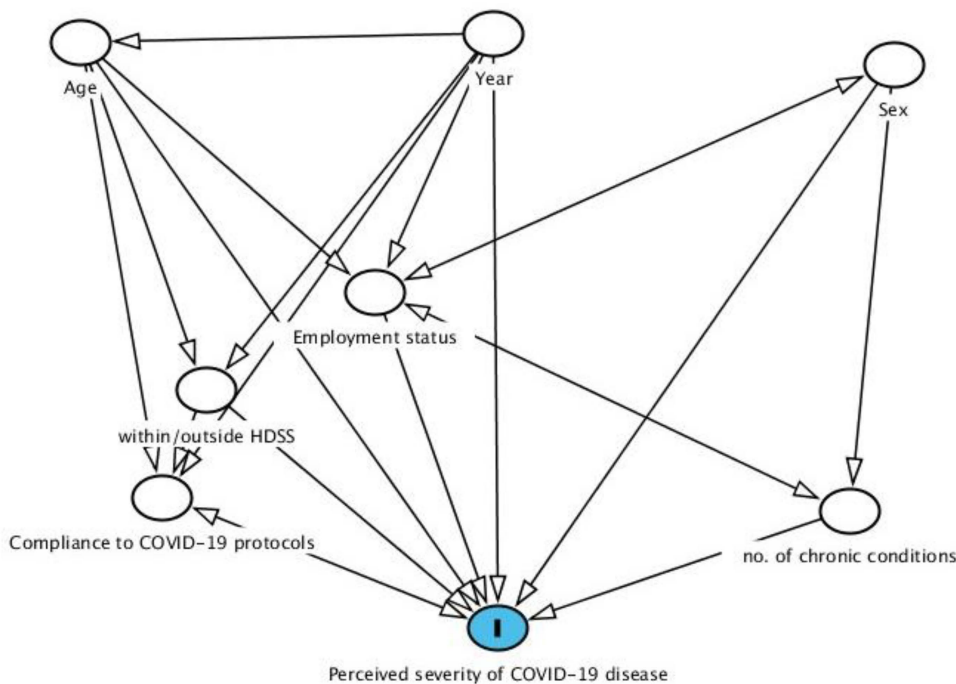 Age
Year
Sex
Employment status
within/outside HDSS
Compliance to COVID-19 protocols
no. of chronic conditions
I
Perceived severity of COVID-19 disease